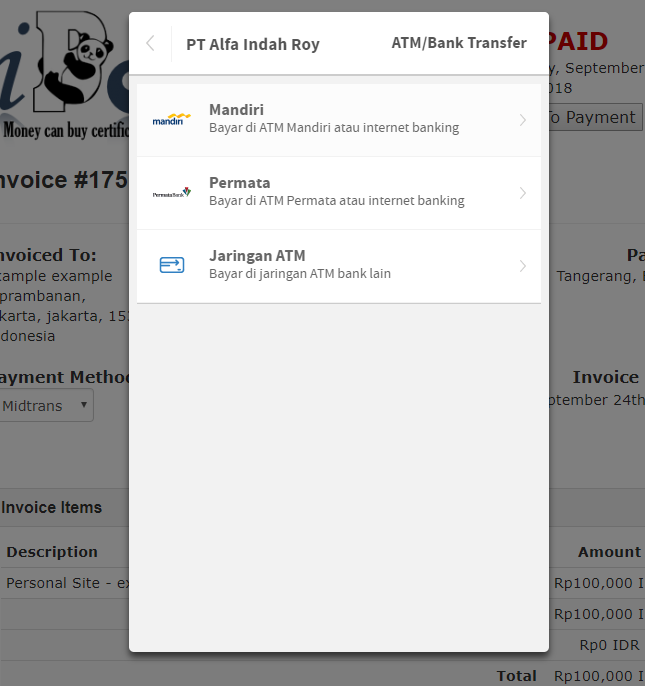 PT Alfa Indah Roy
ATM/Bank Transfer
mandiri
Mandiri
Bayar di ATM Mandiri atau internet banking
PermataBank
Permata
Bayar di ATM Permata atau internet banking
Jaringan ATM
Bayar di jaringan ATM bank lain
Money can buy certific
PAID
y, September
018
To Payment
nvoice #175
nvoiced To:
xample example
prambanan,
karta, jakarta, 15
donesia
Pa
Tangerang,
ayment Metho
Midtrans
Invoice
ptember 24th
Invoice Items
Description
Amount
Personal Site - ex
Rp100,000 I
Rp100,000 I
Rp0 IDR
Total
Rp100,000 I